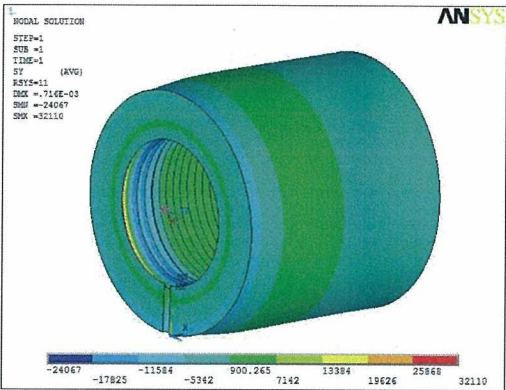 1
NODAL SOLUTION
ANSYS
STEP=1
SUB =1
TIME=1
SY (AVG)
RSYS=11
DMX =.716E-03
SMN =-24067
SMX =32110
X
-24067 -11584 900.265 13384 25868
-17825 -5342 7142 19626 32110